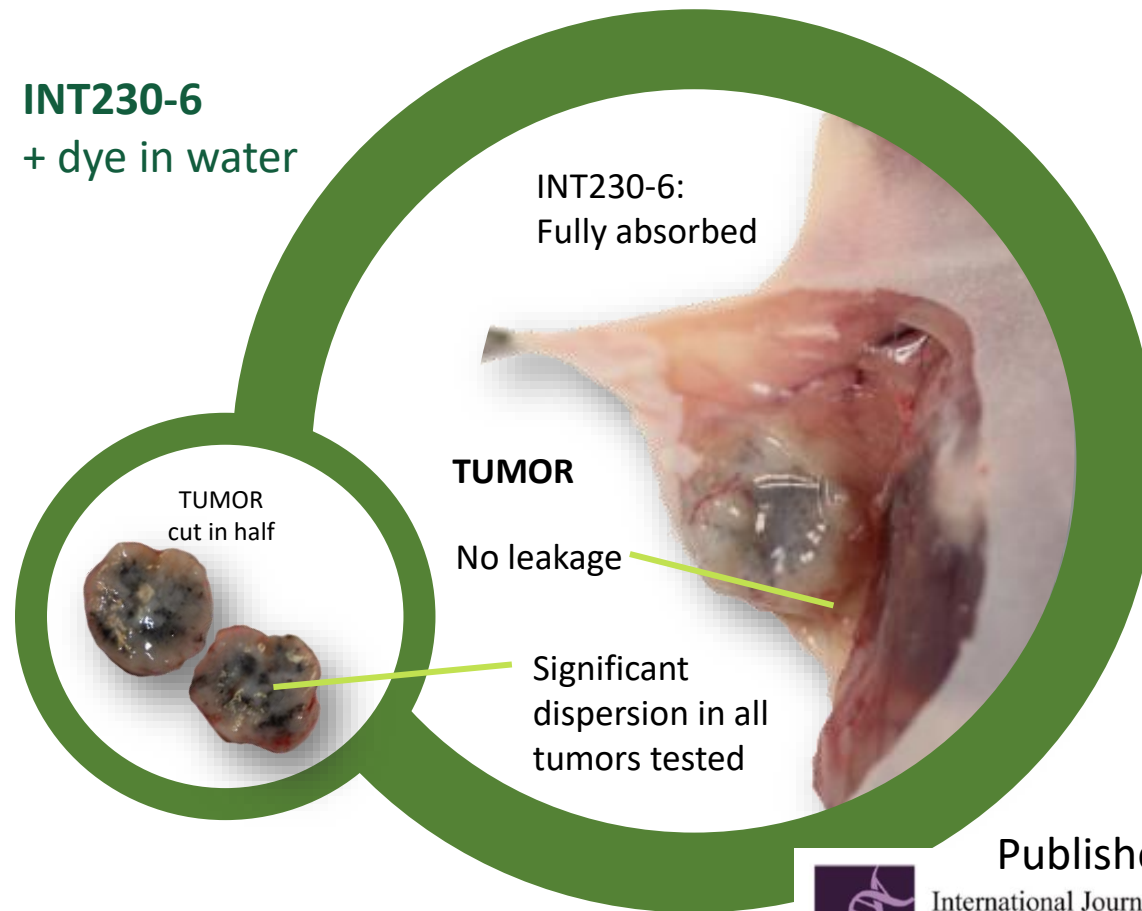 INT230-6
+ dye in water
INT230-6:
Fully absorbed
TUMOR
cut in half
TUMOR
No leakage
Significant
dispersion in all
tumors tested
International